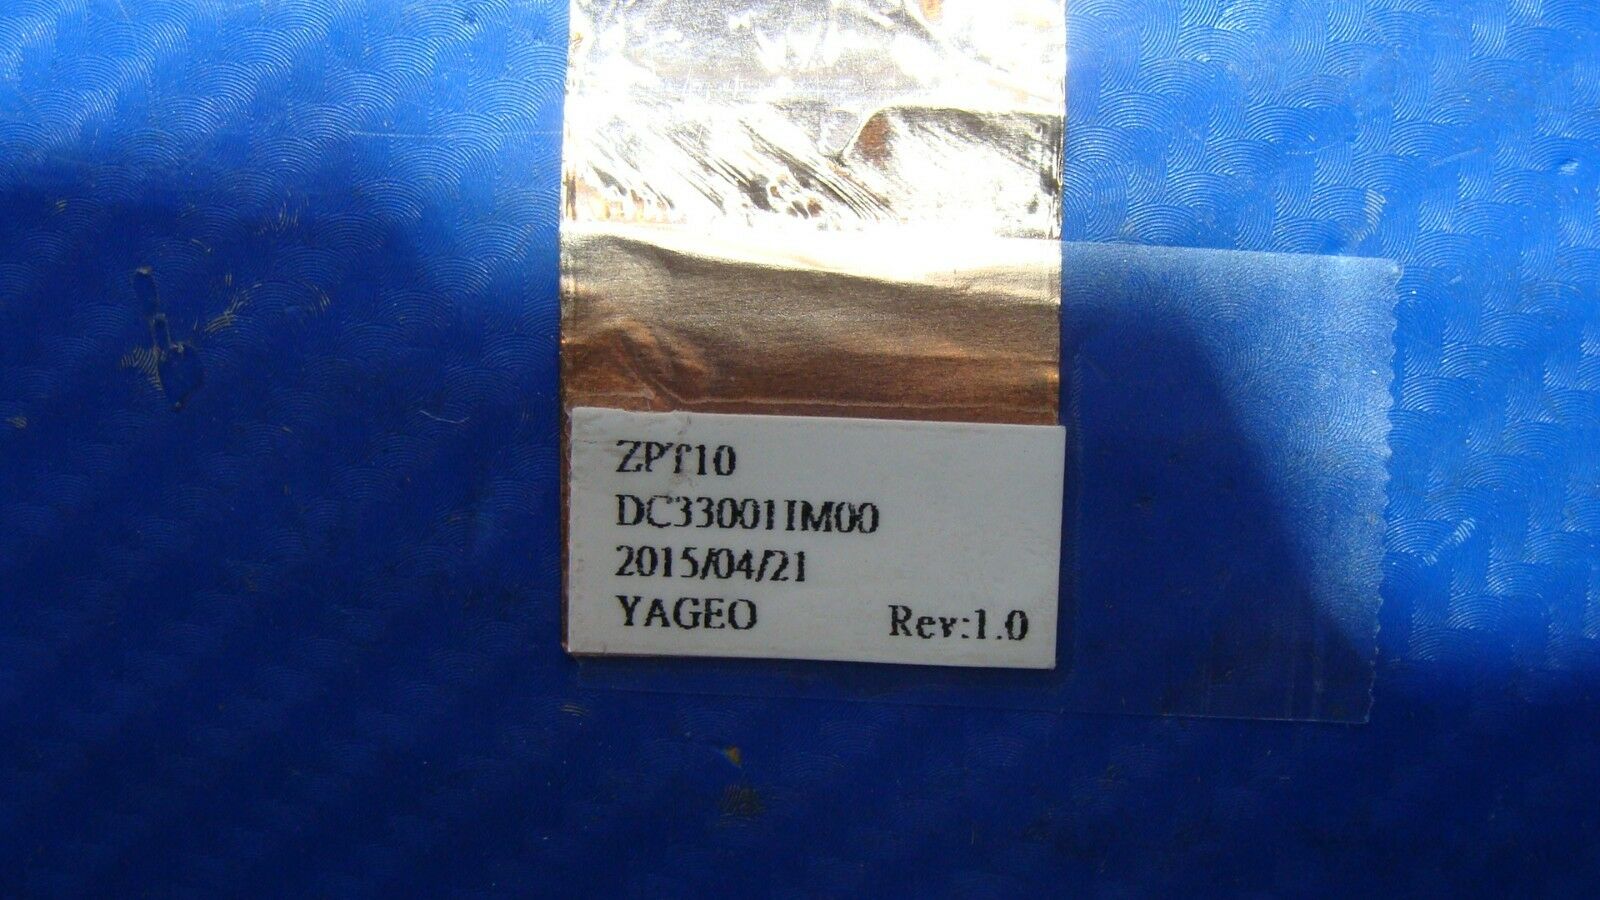 ZPT10
DC33001IM00
2015/04/21
YAGEO Rev:1.0